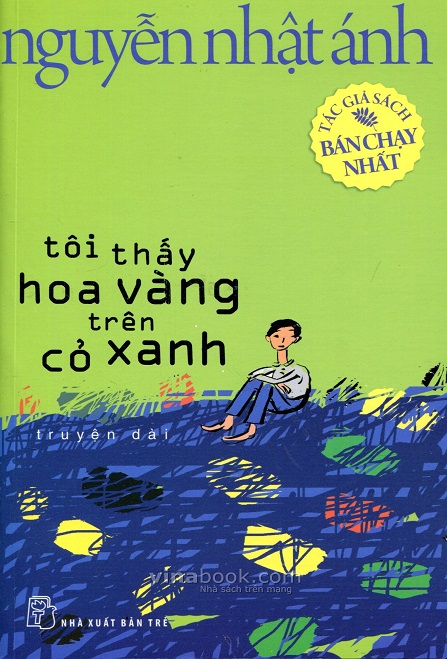 nguyễn nhật ánh
TÁC GIẢ SÁCH
BÁN CHẠY
NHẤT
tôi thấy
hoa vàng
trên
cỏ xanh
truyện dài
vinabook.com
Nhà sách trên mạng
NHÀ XUẤT BẢN TRẺ